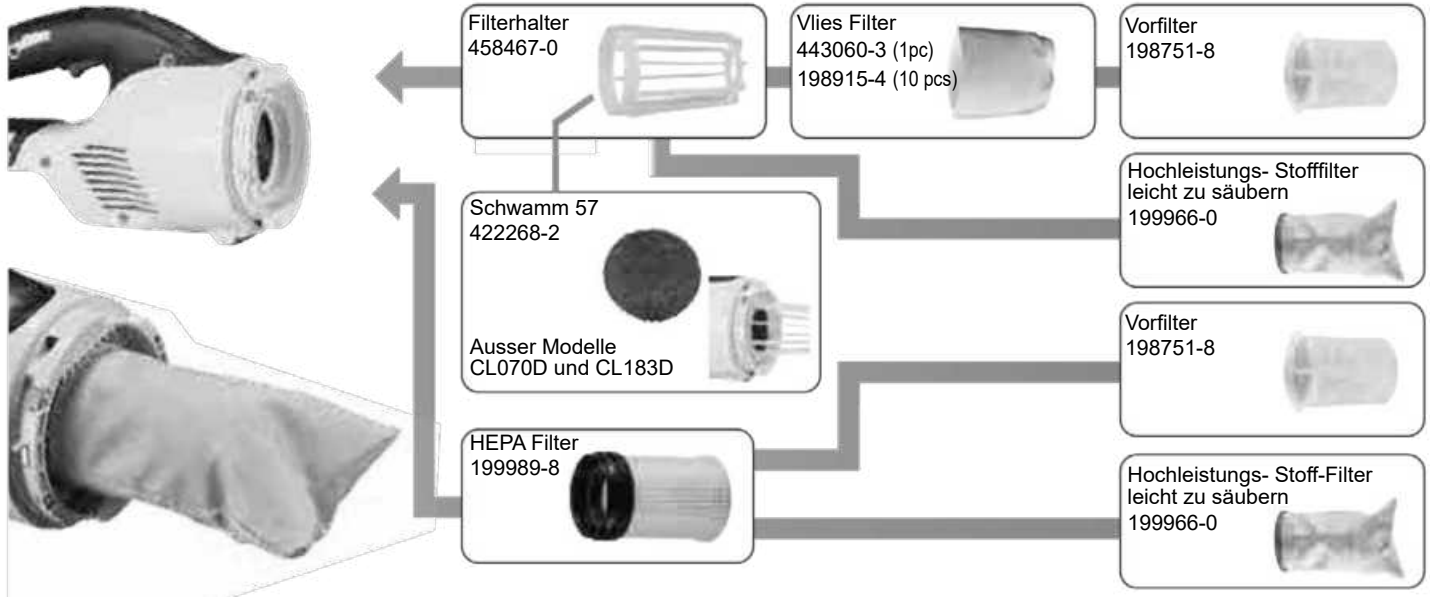 Filterhalter
458467-0
Vlies Filter
443060-3 (1pc)
198915-4 (10 pcs)
Vorfilter
198751-8
Hochleistungs- Stofffilter
leicht zu säubern
199966-0
Schwamm 57
422268-2
Ausser Modelle
CL070D und CL183D
Vorfilter
198751-8
HEPA Filter
199989-8
Hochleistungs- Stoff-Filter
leicht zu säubern
199966-0